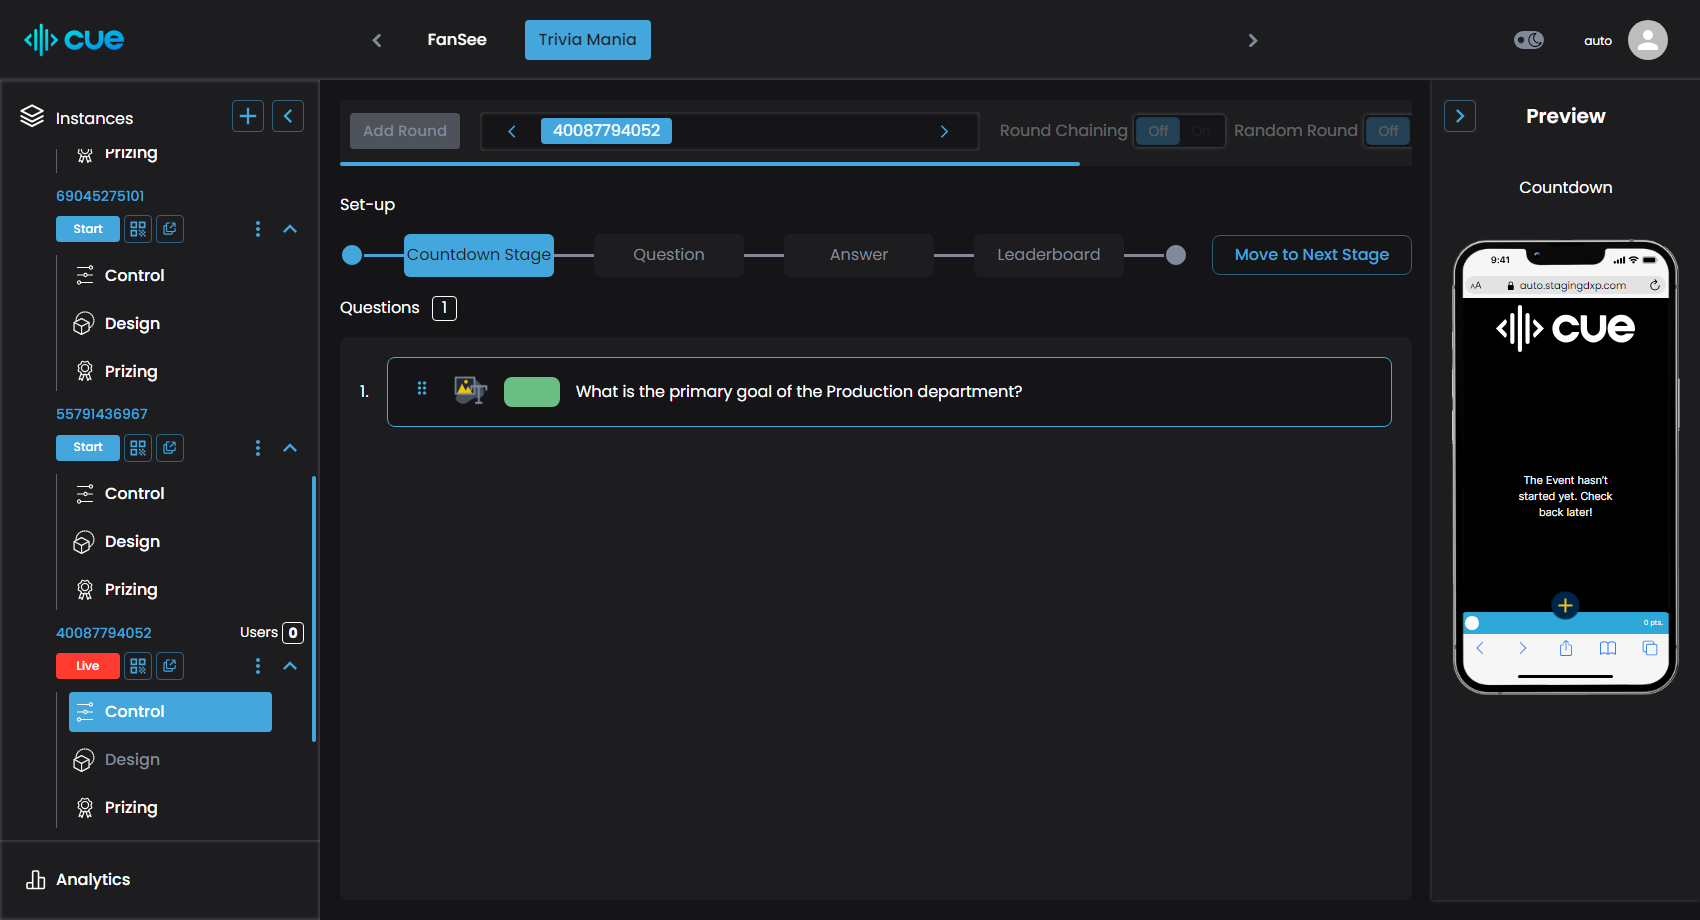 cue
FanSee
Trivia Mania
auto
Instances
Prizing
69045275101
Start
Control
Design
Prizing
55791436967
Start
Control
Design
Prizing
40087794052
Users 0
Live
Control
Design
Prizing
Analytics
Add Round
40087794052
Round Chaining
Off
On
Random Round
Off
Set-up
Countdown Stage
Question
Answer
Leaderboard
Move to Next Stage
Questions 1
1.
What is the primary goal of the Production department?
Preview
Countdown
9:41
AA
auto.stagingdxp.com
cue
The Event hasn't
started yet. Check
back later!
0 pts.